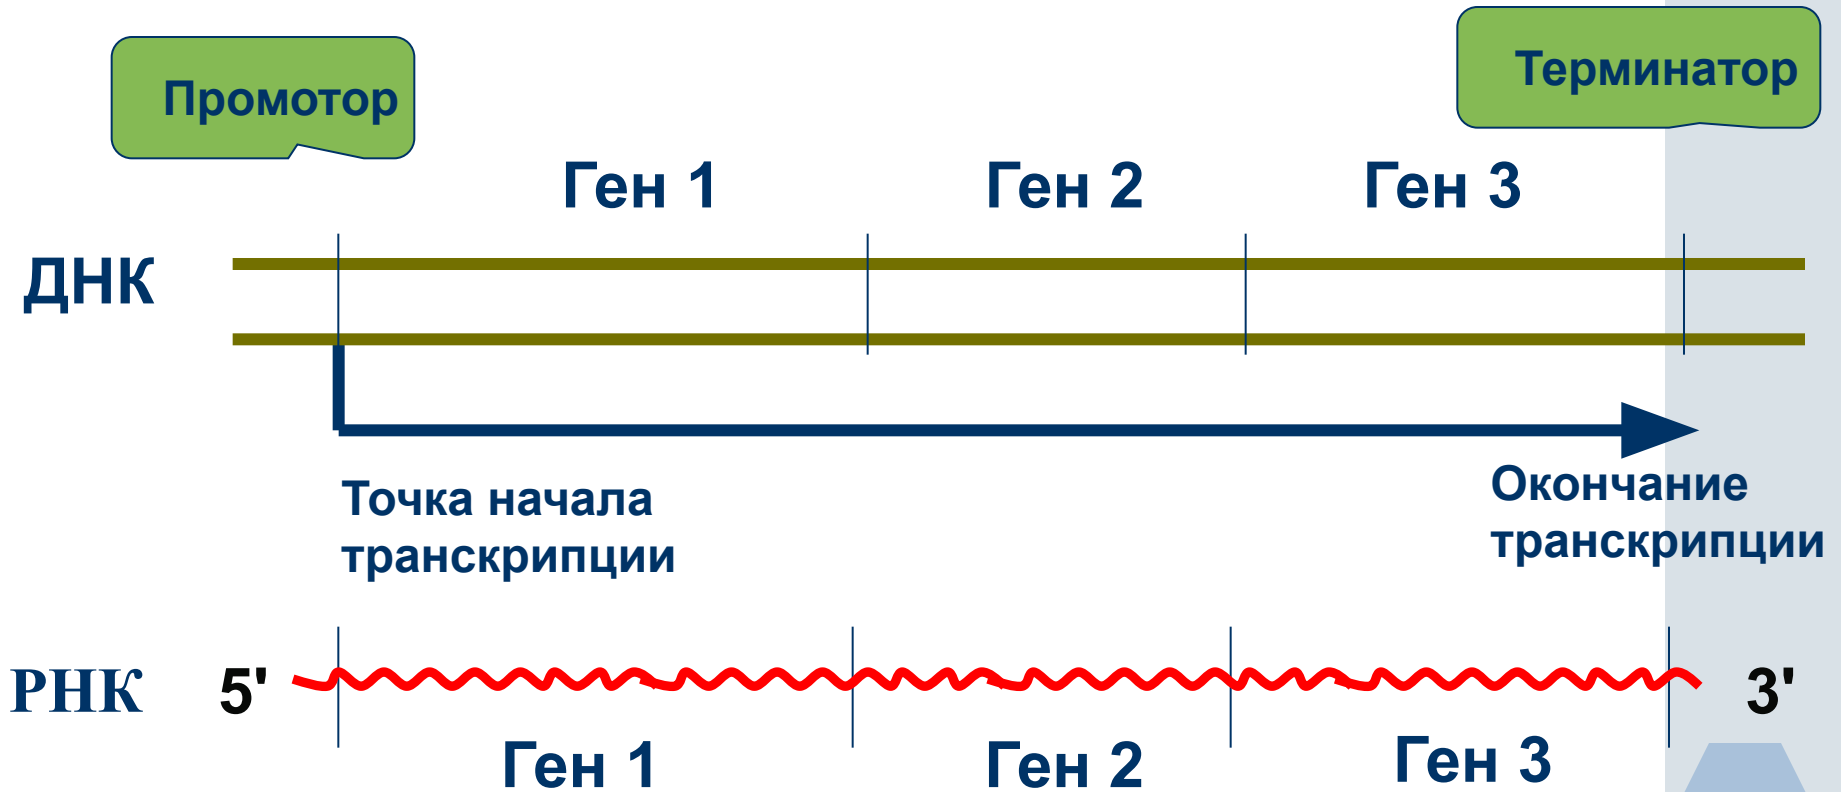 Промотор
Терминатор
Ген 1
Ген 2
Ген 3
ДНК
Точка начала
транскрипции
Окончание
транскрипции
РНК
5'
3'
Ген 1
Ген 2
Ген 3